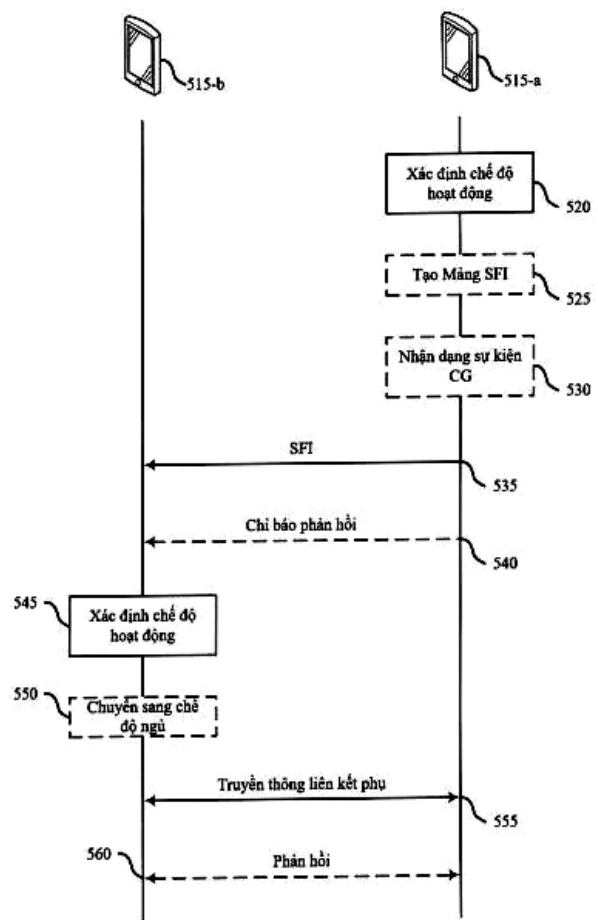 515-b
515-a
Xác định chế độ
hoạt động
520
Tạo Mảng SFI
525
Nhận dạng sự kiện
CG
530
SFI
535
Chỉ báo phản hồi
540
545
Xác định chế độ
hoạt động
550
Chuyển sang chế
độ ngủ
Truyền thông liên kết phụ
555
560
Phản hồi